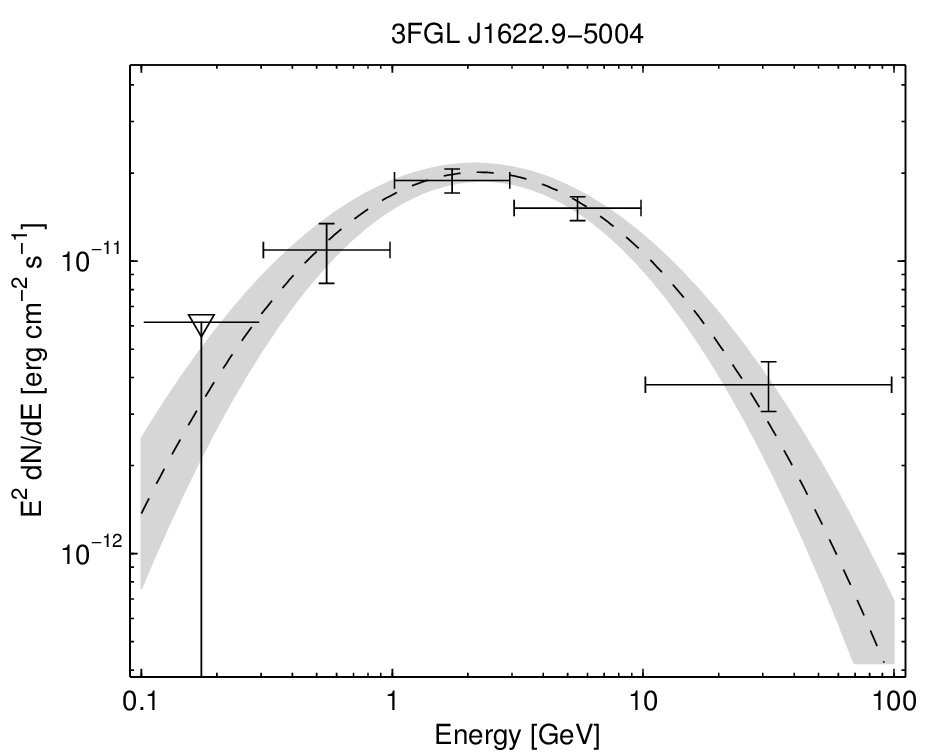 3FGL J1622.9−5004
E² dN/dE [erg cm⁻² s⁻¹]
10⁻¹¹
10⁻¹²
0.1 1 10 100
Energy [GeV]